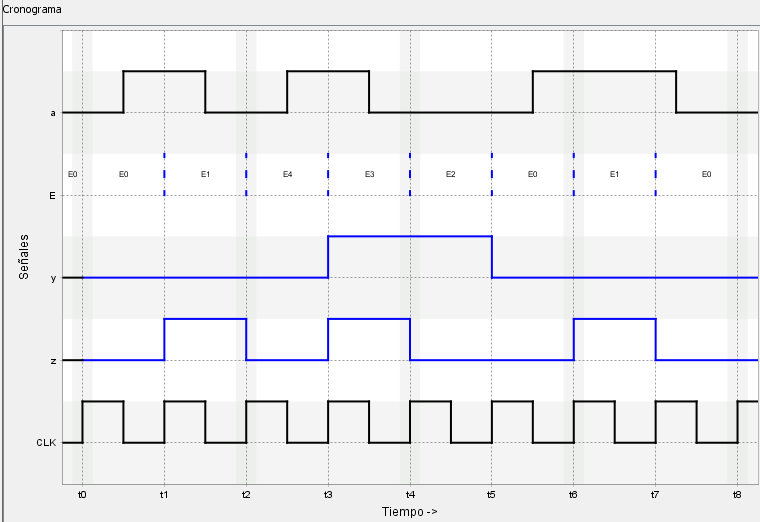 Cronograma
a
E0 E0 E1 E4 E3 E2 E0 E1 E0
E
Señales
y
z
CLK
t0 t1 t2 t3 t4 t5 t6 t7 t8
Tiempo ->